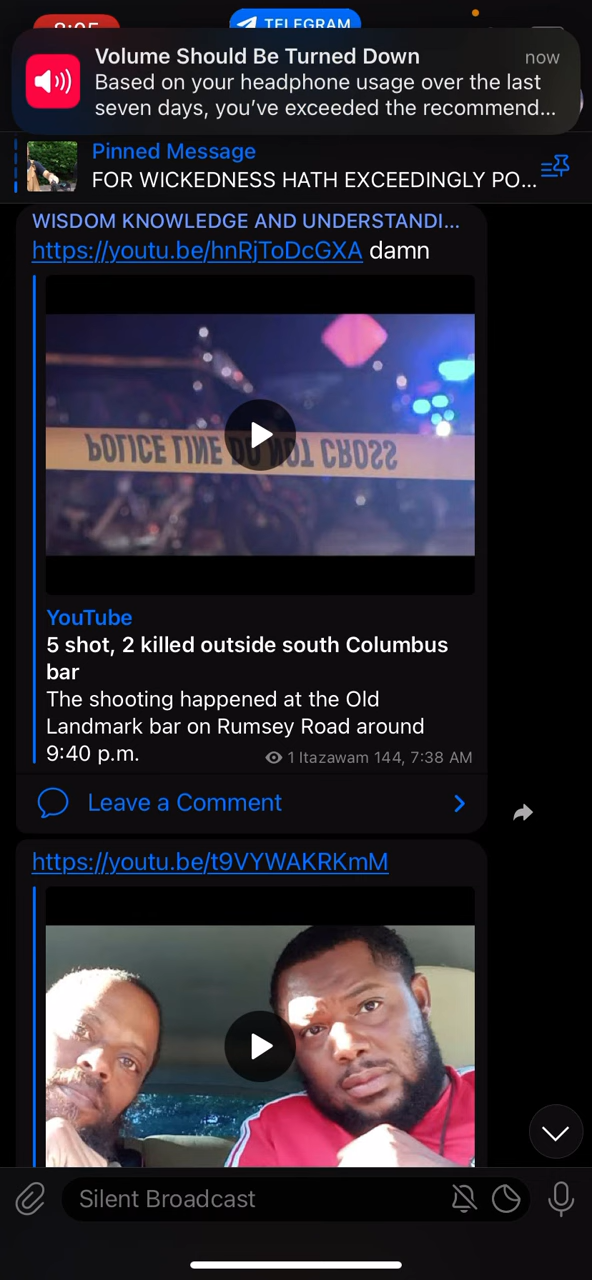 TELEGRAM
Volume Should Be Turned Down
now
Based on your headphone usage over the last
seven days, you’ve exceeded the recommend...
Pinned Message
FOR WICKEDNESS HATH EXCEEDINGLY PO...
WISDOM KNOWLEDGE AND UNDERSTANDI...
https://youtu.be/hnRjToDcGXA damn
POLICE LINE DO NOT CROSS
YouTube
5 shot, 2 killed outside south Columbus
bar
The shooting happened at the Old
Landmark bar on Rumsey Road around
9:40 p.m.
1 Itazawam 144, 7:38 AM
Leave a Comment
https://youtu.be/t9VYWAKRKmM
Silent Broadcast